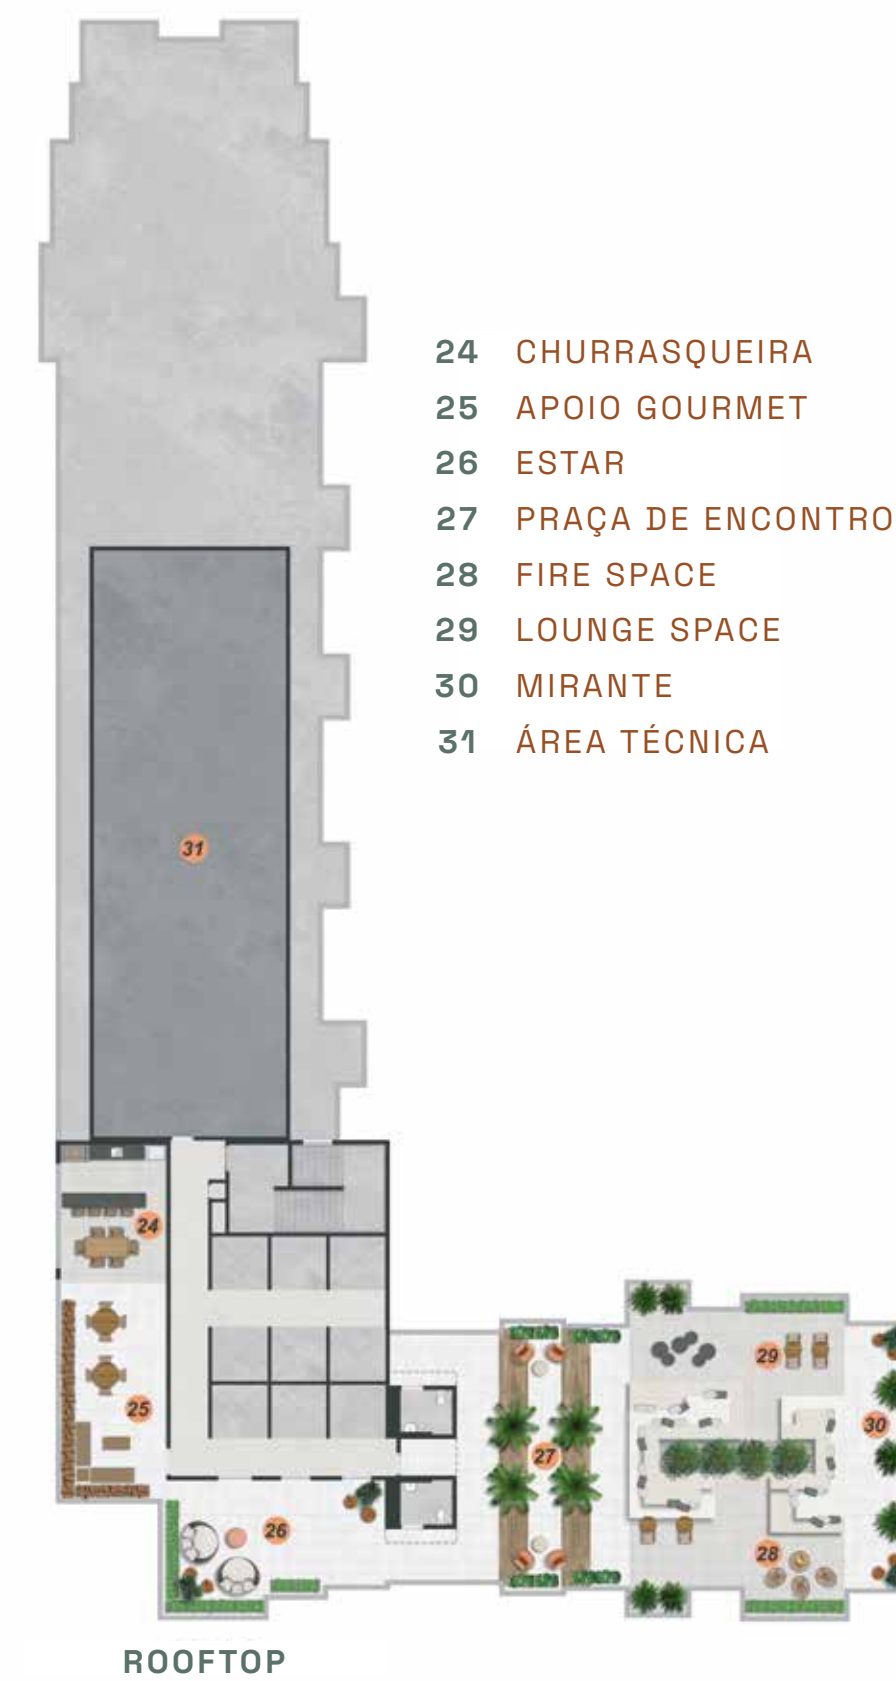 24 CHURRASQUEIRA
25 APOIO GOURMET
26 ESTAR
27 PRAÇA DE ENCONTRO
28 FIRE SPACE
29 LOUNGE SPACE
30 MIRANTE
31 ÁREA TÉCNICA
31
24
29
25
30
27
26
28
ROOFTOP